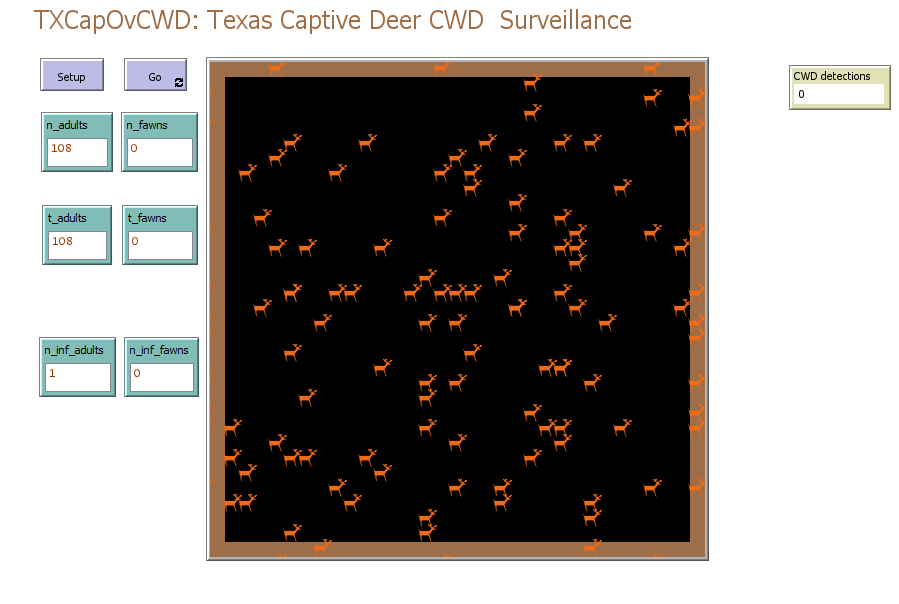 TXCapOvCWD: Texas Captive Deer CWD  Surveillance
Setup
Go
CWD detections
0
n_adults
108
n_fawns
0
t_adults
108
t_fawns
0
n_inf_adults
1
n_inf_fawns
0